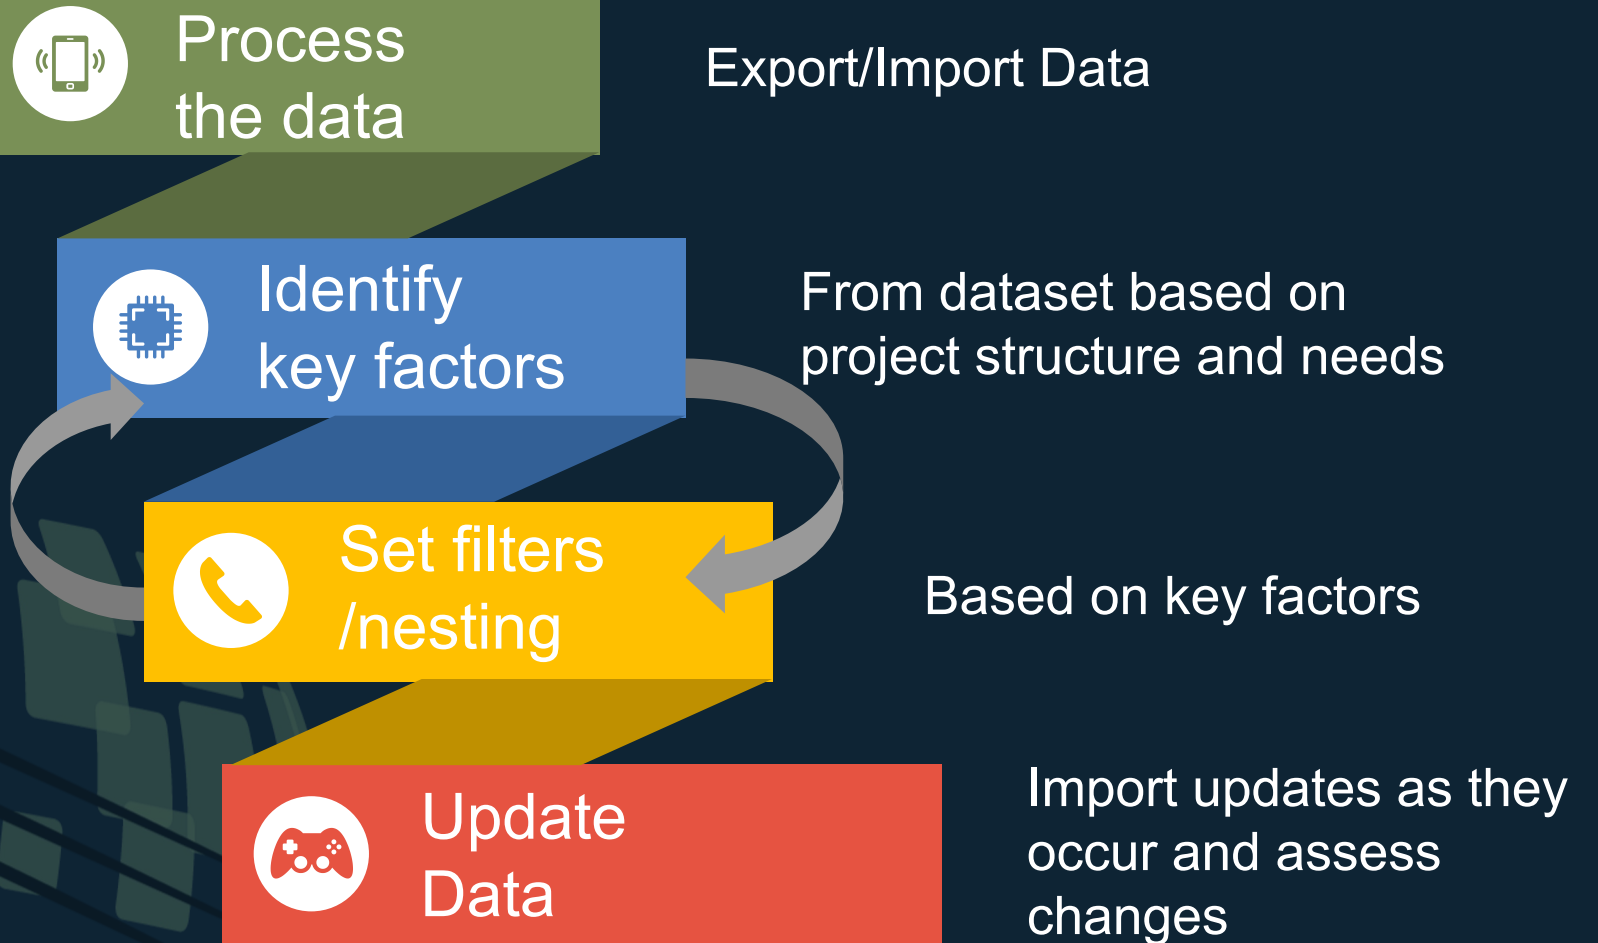 Process
the data
Export/Import Data
Identify
key factors
From dataset based on
project structure and needs
Set filters
/nesting
Based on key factors
Update
Data
Import updates as they
occur and assess
changes